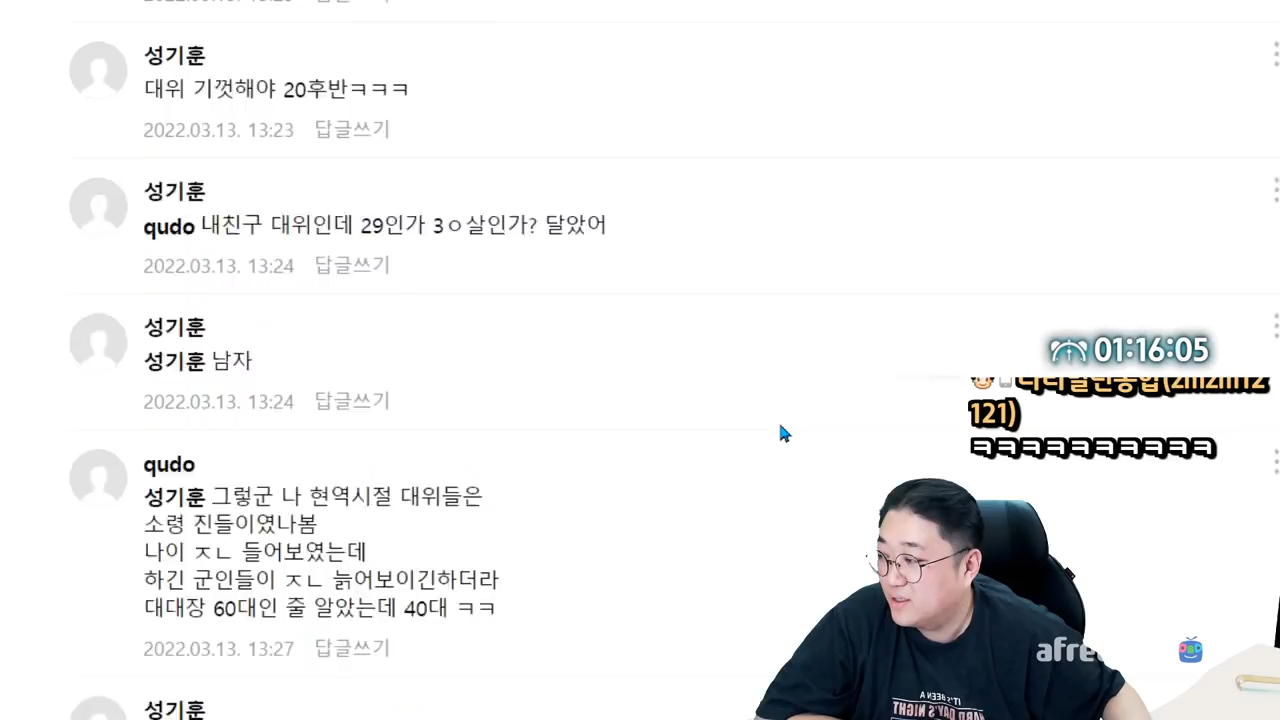 성기훈
대위 기껏해야 20후반ㅋㅋㅋ
2022.03.13. 13:23 답글쓰기
성기훈
qudo 내친구 대위인데 29인가 3ㅇ살인가? 달았어
2022.03.13. 13:24 답글쓰기
성기훈
성기훈 남자
2022.03.13. 13:24 답글쓰기
01:16:05
121)
ㅋㅋㅋㅋㅋㅋㅋㅋㅋㅋ
qudo
성기훈 그렇군 나 현역시절 대위들은
소령 진들이였나봄
나이 ㅈㄴ 들어보였는데
하긴 군인들이 ㅈㄴ 늙어보이긴하더라
대대장 60대인 줄 알았는데 40대 ㅋㅋ
2022.03.13. 13:27 답글쓰기
성기훈
IT'S BEEN A
HARD DAY'S NIGHT